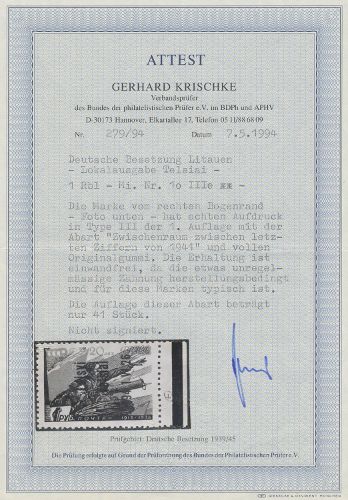 ATTEST
GERHARD KRISCHKE
Verbandsprüfer
des Bundes der philatelistischen Prüfer e.V. im BDPh und APHV
D-30173 Hannover, Elkartallee 17, Telefon 05 11/88 68 09
Nr. 279/94 Datum 7.5.1994
Deutsche Besetzung Litauen
- Lokalausgabe Telsiai -
1 Rbl - Mi. Nr. 10 IIIe **
Die Marke vom rechten Bogenrand
- Foto unten - hat echten Aufdruck
in Type III der 1. Auflage mit der
Abart "Zwischenraum zwischen letz-
ten Ziffern von 1941" und vollen
Originalgummi. Die Erhaltung ist
einwandfrei, da die etwas unregel-
mässige Zähnung herstellungsbedingt
und für diese Marken typisch ist.
Die Auflage dieser Abart beträgt
nur 41 Stück.
Nicht signiert.
Prüfgebiet: Deutsche Besetzung 1939/45
Die Prüfung erfolgte auf Grund der Prüfordnung des Bundes der Philatelistischen Prüfer e.V.